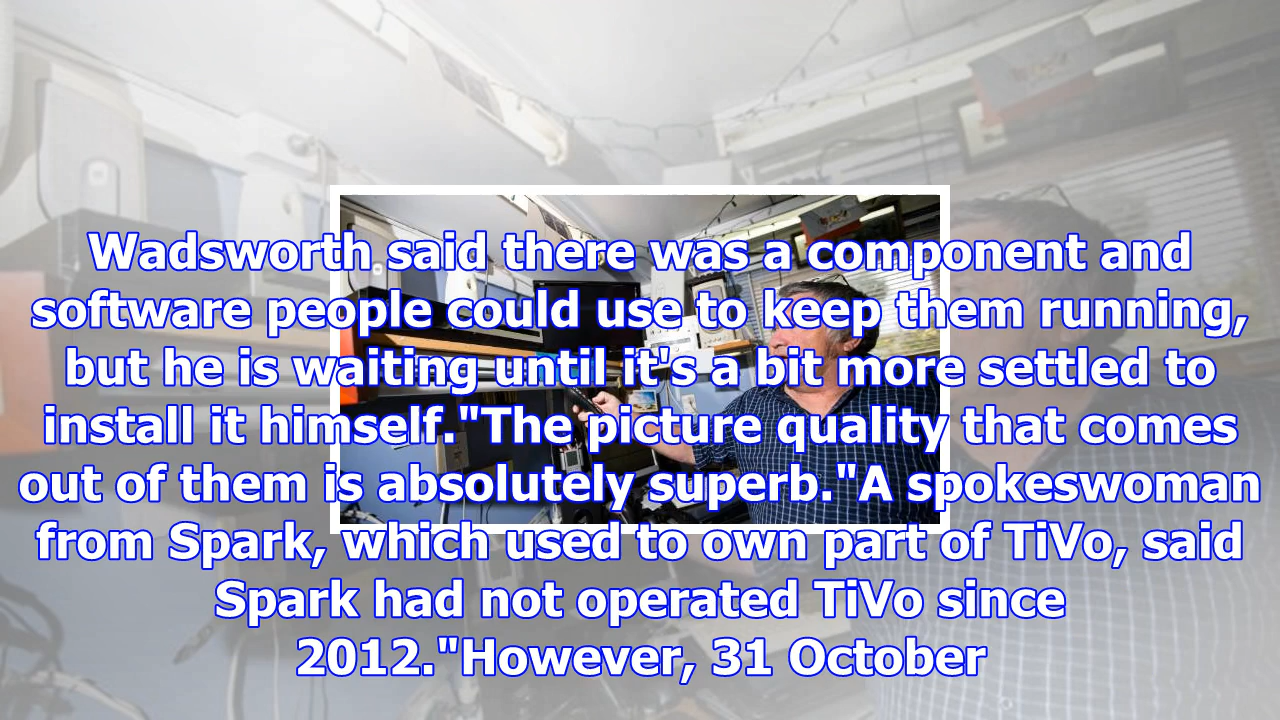 Wadsworth said there was a component and
software people could use to keep them running,
but he is waiting until it's a bit more settled to
install it himself."The picture quality that comes
out of them is absolutely superb."A spokeswoman
from Spark, which used to own part of TiVo, said
Spark had not operated TiVo since
2012."However, 31 October